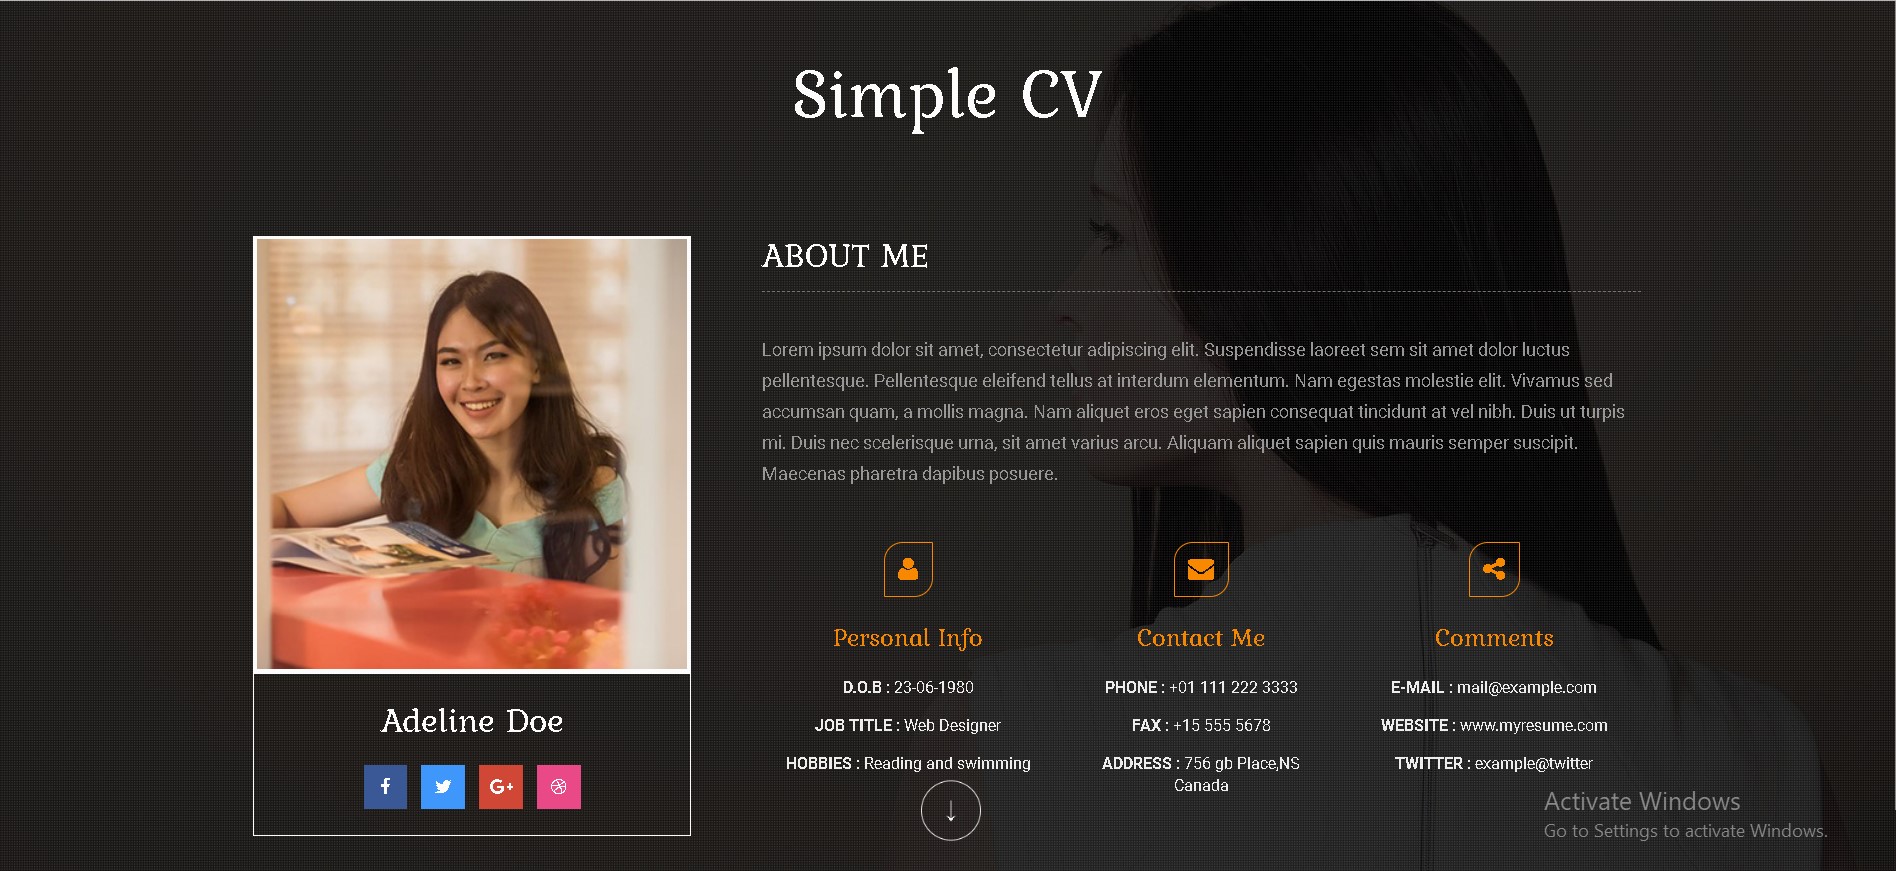 Simple CV
Adeline Doe
f
G+
ABOUT ME
Lorem ipsum dolor sit amet, consectetur adipiscing elit. Suspendisse laoreet sem sit amet dolor luctus
pellentesque. Pellentesque eleifend tellus at interdum elementum. Nam egestas molestie elit. Vivamus sed
accumsan quam, a mollis magna. Nam aliquet eros eget sapien consequat tincidunt at vel nibh. Duis ut turpis
mi. Duis nec scelerisque urna, sit amet varius arcu. Aliquam aliquet sapien quis mauris semper suscipit.
Maecenas pharetra dapibus posuere.
Personal Info
D.O.B : 23-06-1980
JOB TITLE : Web Designer
HOBBIES : Reading and swimming
Contact Me
PHONE : +01 111 222 3333
FAX : +15 555 5678
ADDRESS : 756 gb Place,NS
Canada
Comments
E-MAIL : mail@example.com
WEBSITE : www.myresume.com
TWITTER : example@twitter
Activate Windows
Go to Settings to activate Windows.